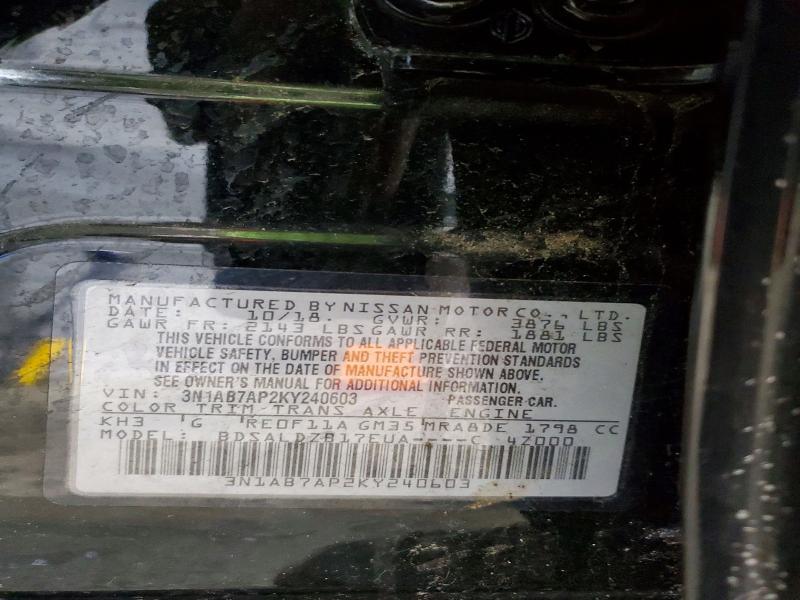 MANUFACTURED BY NISSAN MOTOR CO., LTD.
DATE: 10/18. GVWR: 3876 LBS
GAWR FR: 2143 LBS GAWR RR: 1881 LBS
THIS VEHICLE CONFORMS TO ALL APPLICABLE FEDERAL MOTOR
VEHICLE SAFETY, BUMPER AND THEFT PREVENTION STANDARDS
IN EFFECT ON THE DATE OF MANUFACTURE SHOWN ABOVE.
SEE OWNER'S MANUAL FOR ADDITIONAL INFORMATION.
VIN: 3N1AB7AP2KY240603 PASSENGER CAR.
COLOR TRIM TRANS AXLE ENGINE
KH3 'G 'RE0F11A GM35 MRA8DE 1798 CC
MODEL: BDSALDZB17EUA----C 4Z000
3N1AB7AP2KY240603